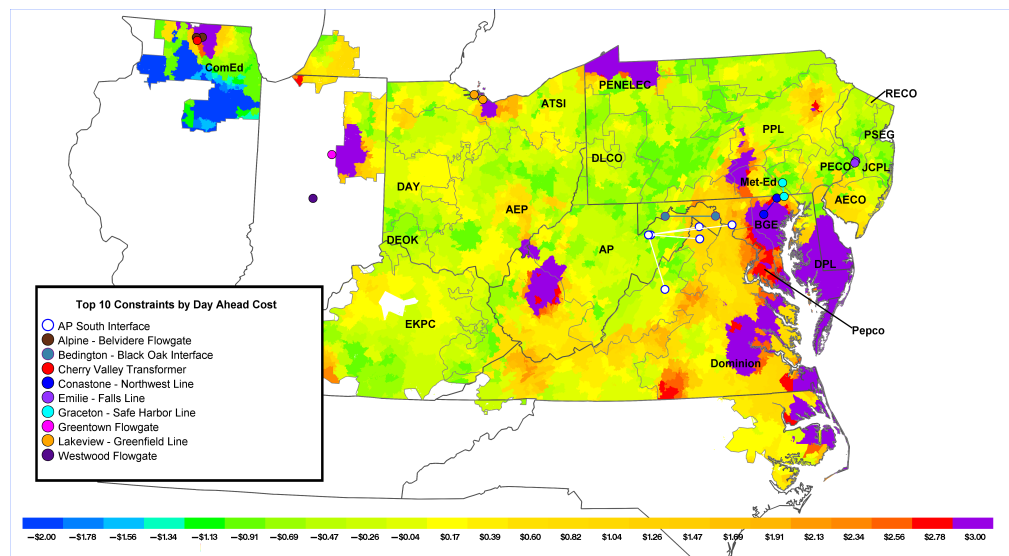 ComEd
PENELEC
RECO
ATSI
PPL
PSEG
DLCO
PECO
JCPL
Met-Ed
DAY
AECO
AEP
BGE
DEOK
AP
DPL
Top 10 Constraints by Day Ahead Cost
AP South Interface
Alpine - Belvidere Flowgate
Bedington - Black Oak Interface
Cherry Valley Transformer
Conastone - Northwest Line
Emilie - Falls Line
Graceton - Safe Harbor Line
Greentown Flowgate
Lakeview - Greenfield Line
Westwood Flowgate
EKPC
Pepco
Dominion
−$2.00 −$1.78 −$1.56 −$1.34 −$1.13 −$0.91 −$0.69 −$0.47 −$0.26 −$0.04 $0.17 $0.39 $0.60 $0.82 $1.04 $1.26 $1.47 $1.69 $1.91 $2.13 $2.34 $2.56 $2.78 $3.00